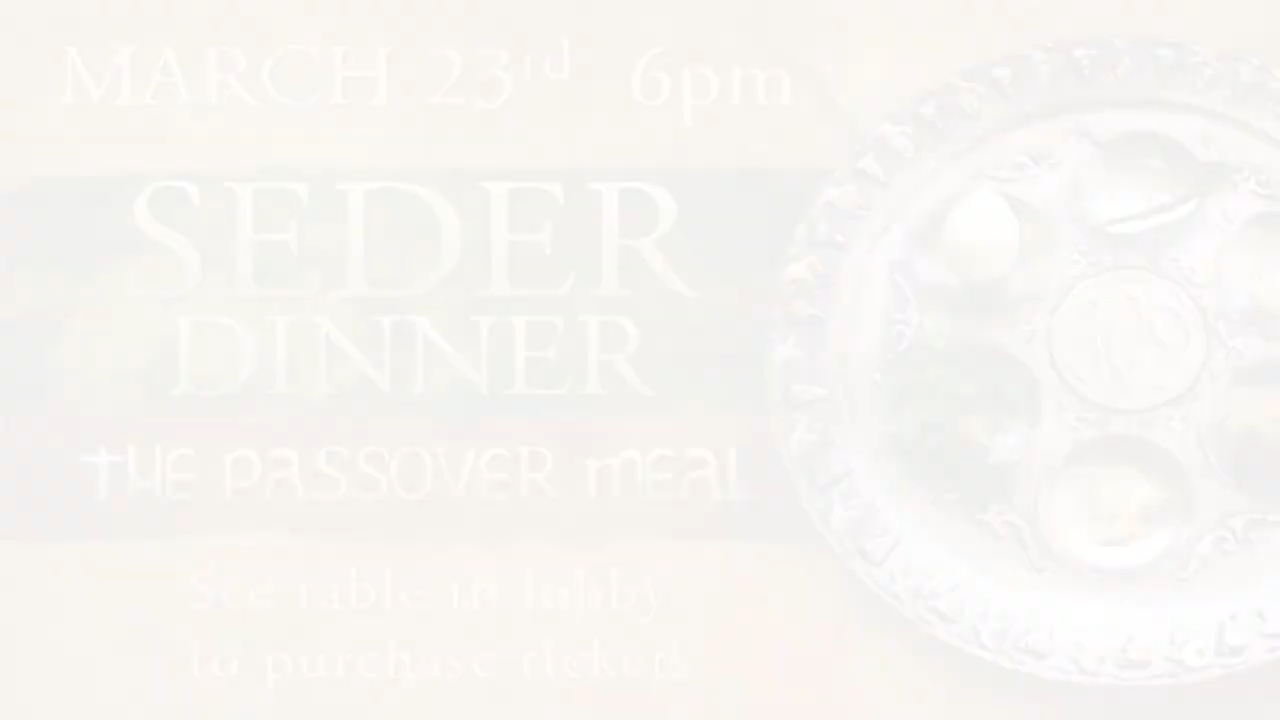 MARCH 23rd 6pm
SEDER
DINNER
THE PASSOVER MEAL
See table in lobby
to purchase tickets